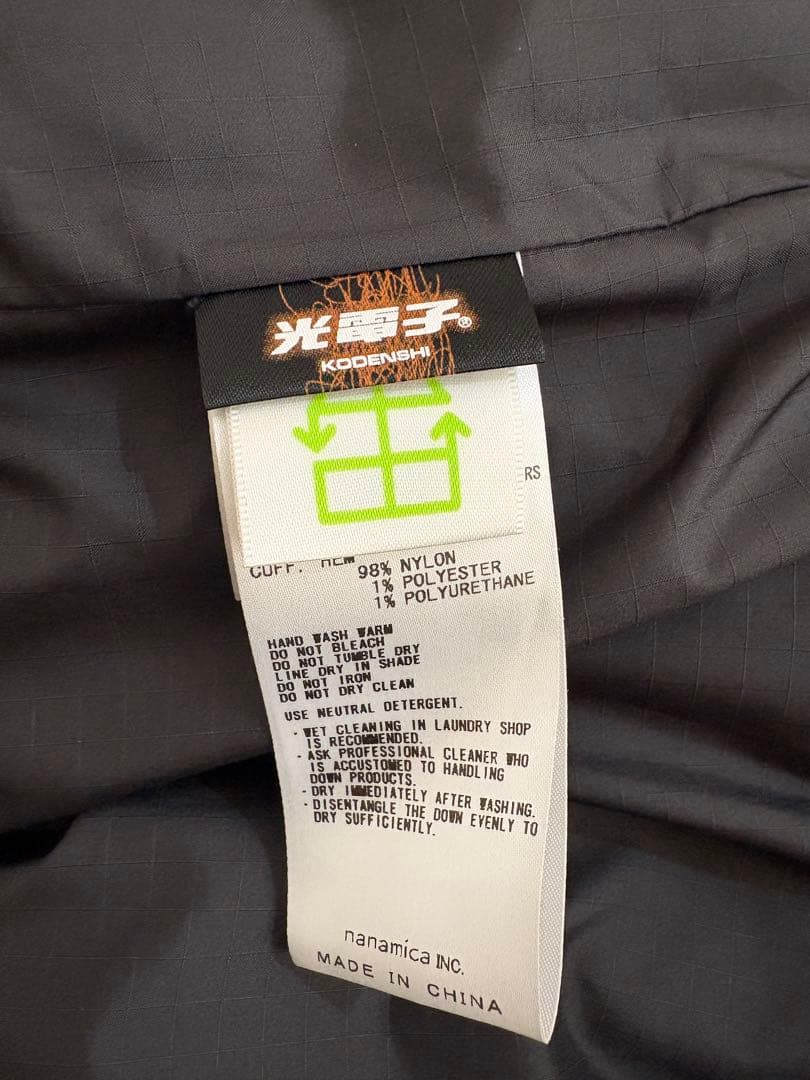 光電子®
KODENSHI
RS
CUFF. HEM
98% NYLON
1% POLYESTER
1% POLYURETHANE
HAND WASH WARM
DO NOT BLEACH
DO NOT TUMBLE DRY
LINE DRY IN SHADE
DO NOT IRON
DO NOT DRY CLEAN
USE NEUTRAL DETERGENT.
・WET CLEANING IN LAUNDRY SHOP
IS RECOMMENDED.
・ASK PROFESSIONAL CLEANER WHO
IS ACCUSTOMED TO HANDLING
DOWN PRODUCTS.
・DRY IMMEDIATELY AFTER WASHING.
・DISENTANGLE THE DOWN EVENLY TO
DRY SUFFICIENTLY.
nanamica INC.
MADE IN CHINA